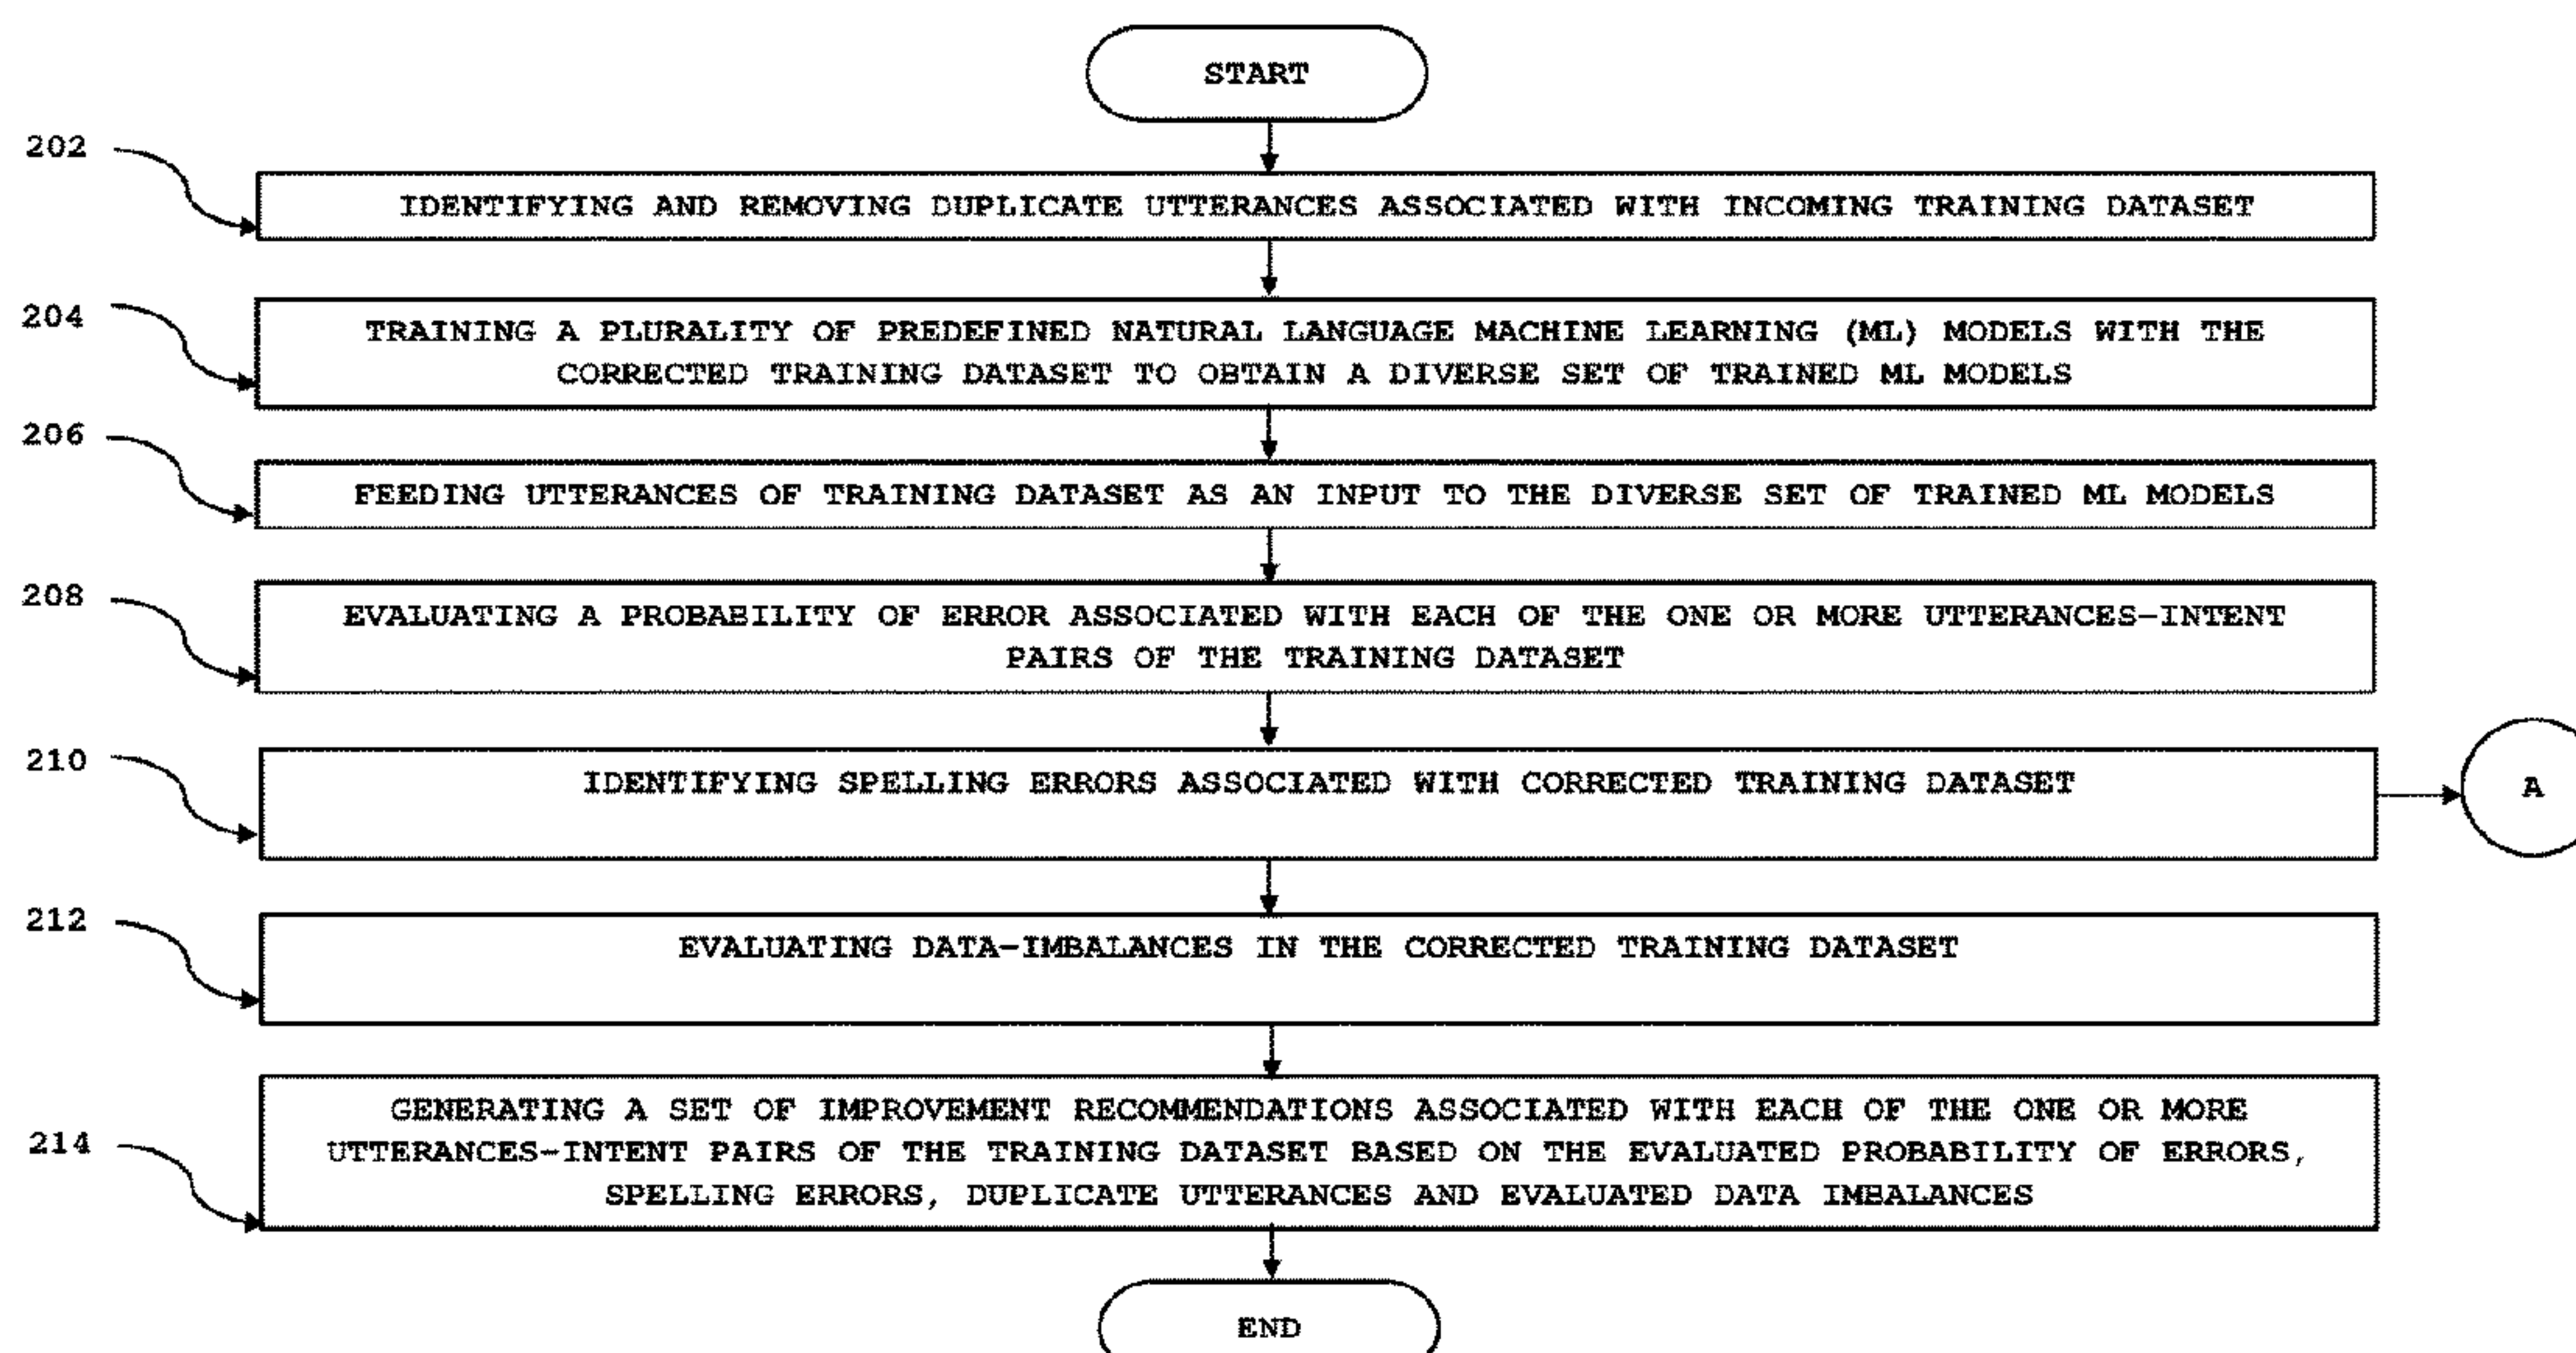 START
202
IDENTIFYING AND REMOVING DUPLICATE UTTERANCES ASSOCIATED WITH INCOMING TRAINING DATASET
204
TRAINING A PLURALITY OF PREDEFINED NATURAL LANGUAGE MACHINE LEARNING (ML) MODELS WITH THE
CORRECTED TRAINING DATASET TO OBTAIN A DIVERSE SET OF TRAINED ML MODELS
206
FEEDING UTTERANCES OF TRAINING DATASET AS AN INPUT TO THE DIVERSE SET OF TRAINED ML MODELS
208
EVALUATING A PROBABILITY OF ERROR ASSOCIATED WITH EACH OF THE ONE OR MORE UTTERANCES-INTENT
PAIRS OF THE TRAINING DATASET
210
IDENTIFYING SPELLING ERRORS ASSOCIATED WITH CORRECTED TRAINING DATASET
A
212
EVALUATING DATA-IMBALANCES IN THE CORRECTED TRAINING DATASET
214
GENERATING A SET OF IMPROVEMENT RECOMMENDATIONS ASSOCIATED WITH EACH OF THE ONE OR MORE
UTTERANCES-INTENT PAIRS OF THE TRAINING DATASET BASED ON THE EVALUATED PROBABILITY OF ERRORS,
SPELLING ERRORS, DUPLICATE UTTERANCES AND EVALUATED DATA IMBALANCES
END